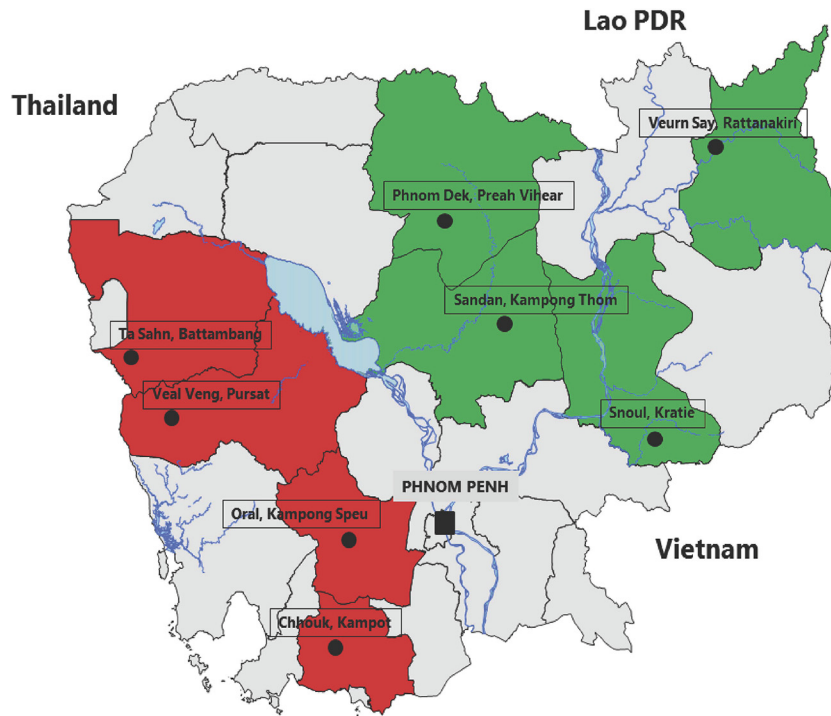 Lao PDR
Thailand
Veurn Say, Rattanakiri
Phnom Dek, Preah Vihear
Sandan, Kampong Thom
Ta Sahn, Battambang
Veal Veng, Pursat
Snoul, Kratie
PHNOM PENH
Oral, Kampong Speu
Vietnam
Chhouk, Kampot